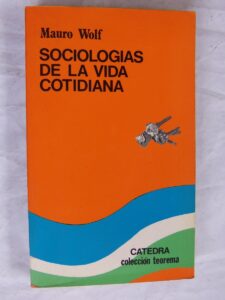 Mauro Wolf
SOCIOLOGIAS
DE LA VIDA
COTIDIANA
CATEDRA
colección teorema